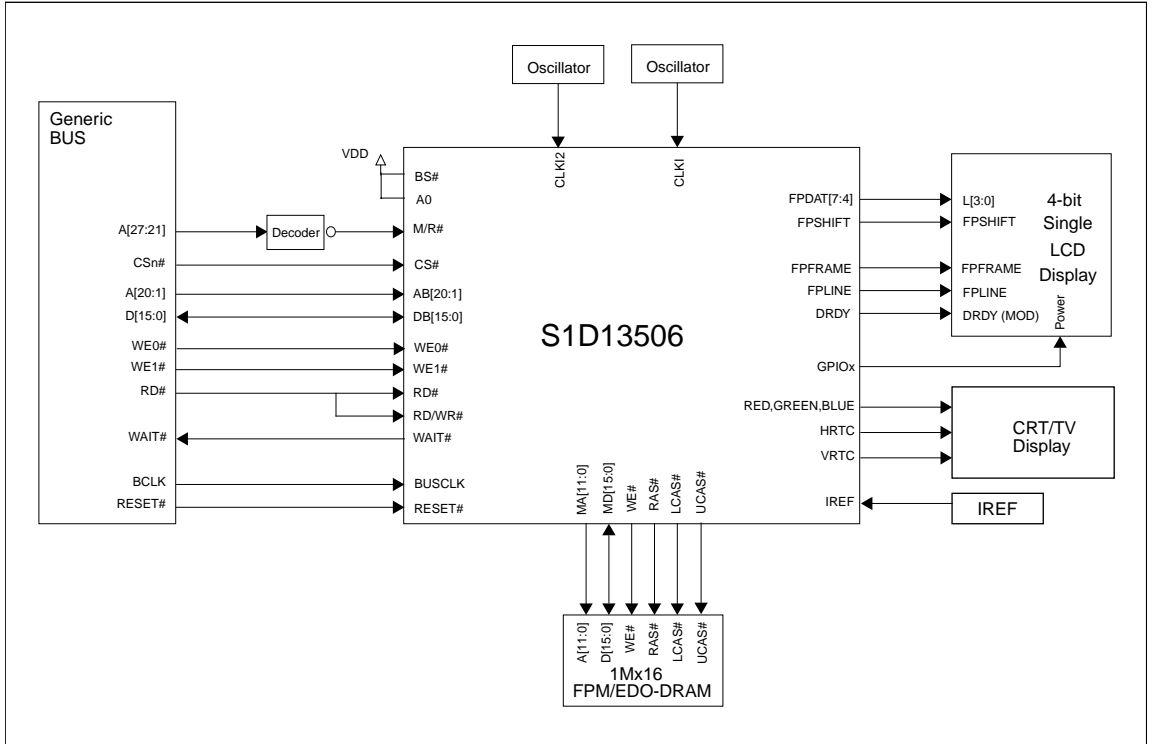 Oscillator
Oscillator
Generic
BUS
VDD
CLKI2
CLKI
BS#
A0
A[27:21]
Decoder
M/R#
CSn#
CS#
A[20:1]
AB[20:1]
D[15:0]
DB[15:0]
WE0#
WE0#
WE1#
WE1#
RD#
RD#
RD/WR#
WAIT#
WAIT#
BCLK
BUSCLK
RESET#
RESET#
S1D13506
FPDAT[7:4]
FPSHIFT
FPFRAME
FPLINE
DRDY
GPIOx
RED,GREEN,BLUE
HRTC
VRTC
IREF
L[3:0]
FPSHIFT
FPFRAME
FPLINE
DRDY (MOD)
4-bit
Single
LCD
Display
Power
CRT/TV
Display
IREF
MA[11:0]
MD[15:0]
WE#
RAS#
LCAS#
UCAS#
A[11:0]
D[15:0]
WE#
RAS#
LCAS#
UCAS#
1Mx16
FPM/EDO-DRAM